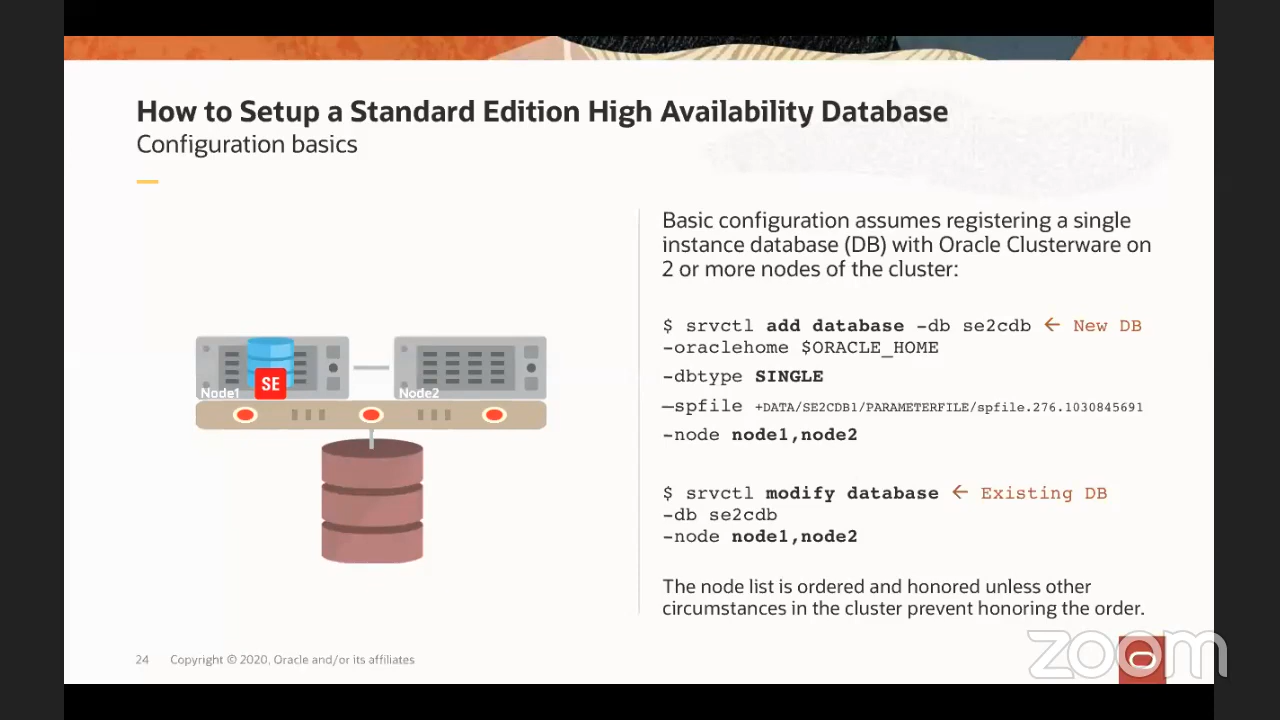 How to Setup a Standard Edition High Availability Database
Configuration basics
Node1
SE
Node2
Basic configuration assumes registering a single
instance database (DB) with Oracle Clusterware on
2 or more nodes of the cluster:
$ srvctl add database -db se2cdb ← New DB
-oraclehome $ORACLE_HOME
-dbtype SINGLE
–spfile +DATA/SE2CDB1/PARAMETERFILE/spfile.276.1030845691
-node node1,node2
$ srvctl modify database ← Existing DB
-db se2cdb
-node node1,node2
The node list is ordered and honored unless other
circumstances in the cluster prevent honoring the order.
24 Copyright © 2020, Oracle and/or its affiliates
zoom